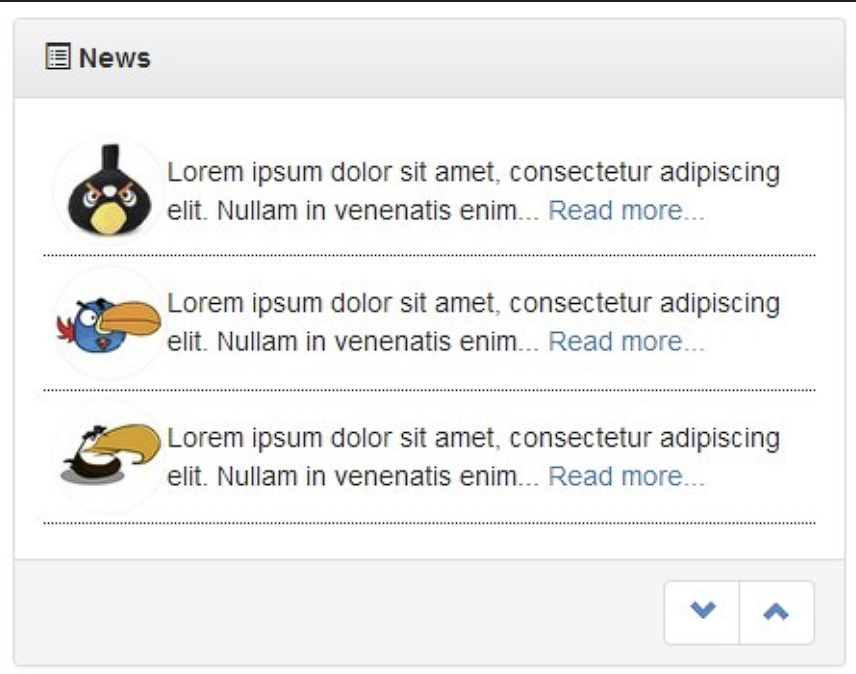 News
Lorem ipsum dolor sit amet, consectetur adipiscing
elit. Nullam in venenatis enim... Read more...
Lorem ipsum dolor sit amet, consectetur adipiscing
elit. Nullam in venenatis enim... Read more...
Lorem ipsum dolor sit amet, consectetur adipiscing
elit. Nullam in venenatis enim... Read more...